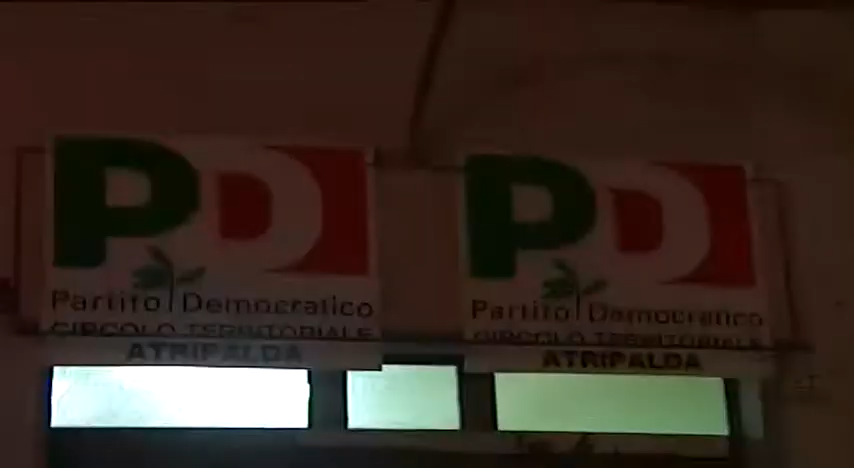 PD
Partito Democratico
CIRCOLO TERRITORIALE
ATRIPALDA
PD
Partito Democratico
CIRCOLO TERRITORIALE
ATRIPALDA